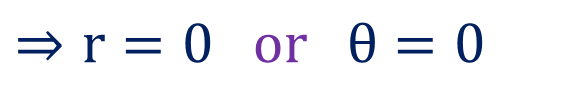 ⇒ r = 0 or θ = 0